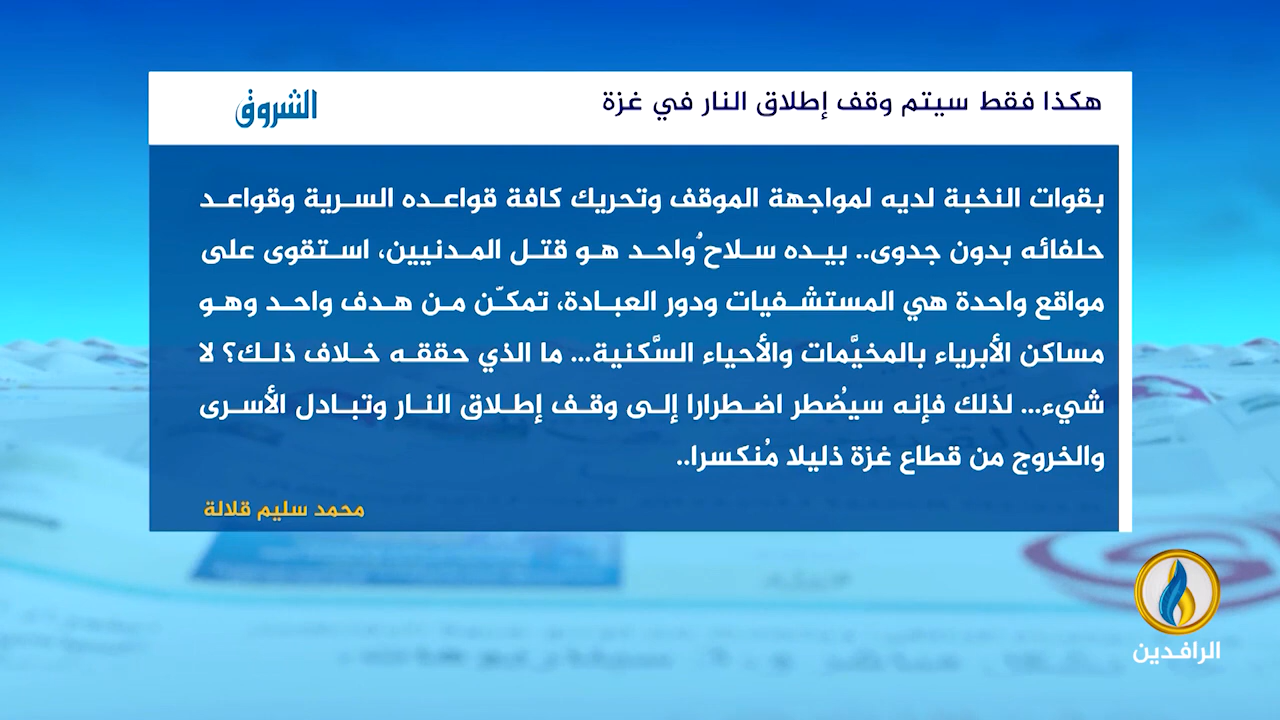 هكذا فقط سيتم وقف إطلاق النار في غزة
الشروق
بقوات النخبة لديه لمواجهة الموقف وتحريك كافة قواعده السرية وقواعد
حلفائه بدون جدوى.. بيده سلاحُ واحد هو قتل المدنيين، استقوى على
مواقع واحدة هي المستشفيات ودور العبادة، تمكّن من هدف واحد وهو
مساكن الأبرياء بالمخيَّمات والأحياء السَّكنية... ما الذي حققه خلاف ذلك؟ لا
شيء... لذلك فإنه سيُضطر اضطرارا إلى وقف إطلاق النار وتبادل الأسرى
والخروج من قطاع غزة ذليلا مُنكسرا..
محمد سليم قلالة
الرافدين